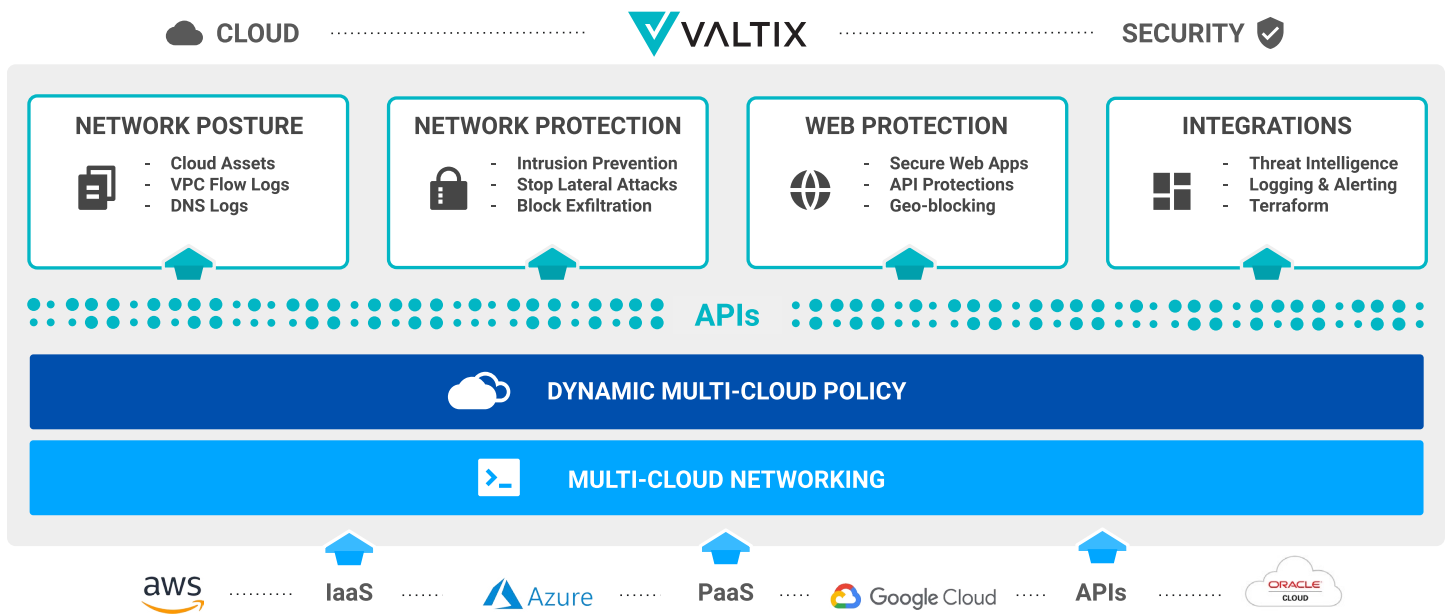 CLOUD VALTIX SECURITY
NETWORK POSTURE
- Cloud Assets
- VPC Flow Logs
- DNS Logs
NETWORK PROTECTION
- Intrusion Prevention
- Stop Lateral Attacks
- Block Exfiltration
WEB PROTECTION
- Secure Web Apps
- API Protections
- Geo-blocking
INTEGRATIONS
- Threat Intelligence
- Logging & Alerting
- Terraform
APIs
DYNAMIC MULTI-CLOUD POLICY
MULTI-CLOUD NETWORKING
aws IaaS Azure PaaS Google Cloud APIs ORACLE
CLOUD